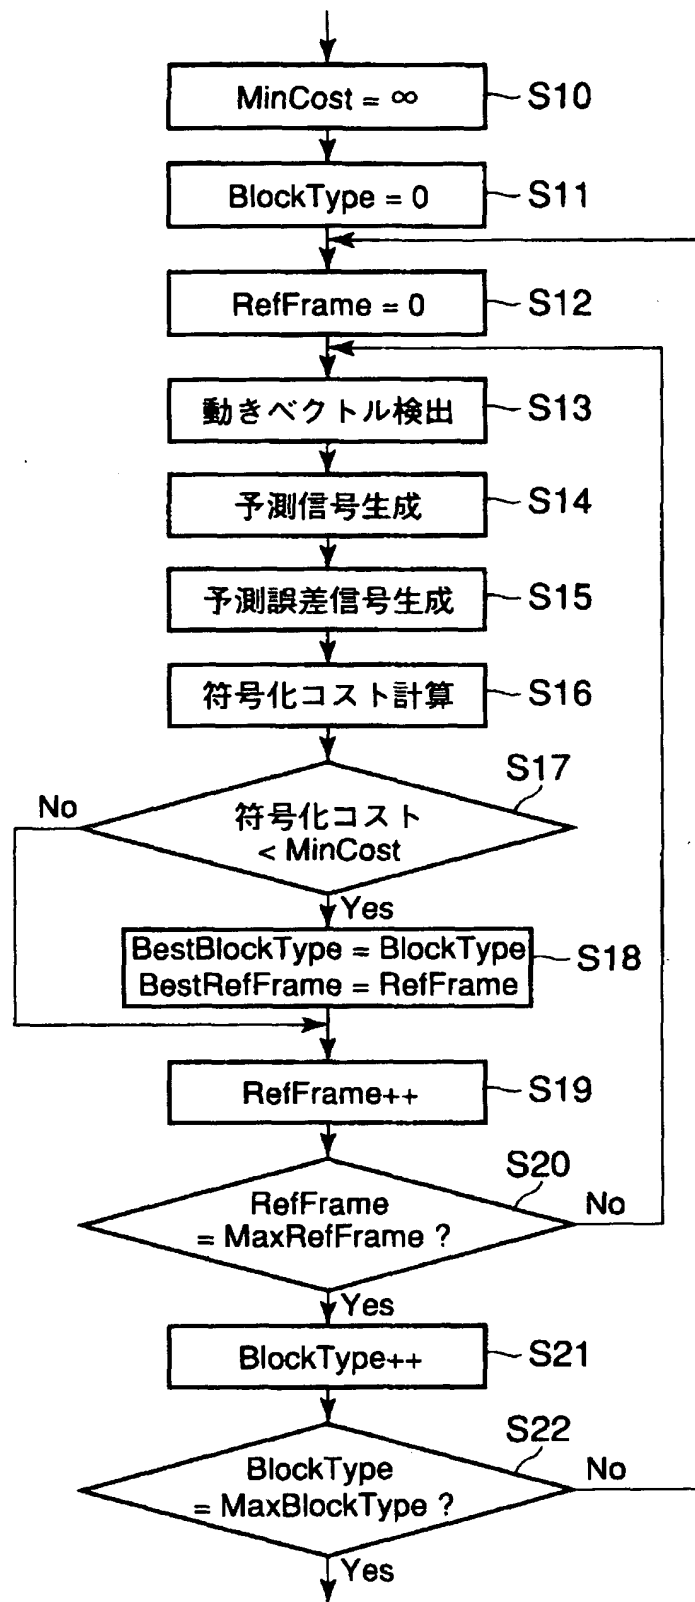 MinCost = ∞
S10
BlockType = 0
S11
RefFrame = 0
S12
動きベクトル検出
S13
予測信号生成
S14
予測誤差信号生成
S15
符号化コスト計算
S16
S17
No
符号化コスト
< MinCost
Yes
BestBlockType = BlockType
BestRefFrame = RefFrame
S18
RefFrame++
S19
S20
RefFrame
= MaxRefFrame ?
No
Yes
BlockType++
S21
S22
BlockType
= MaxBlockType ?
No
Yes